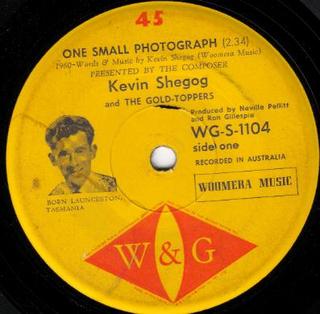 45
ONE SMALL PHOTOGRAPH (2.34)
1960-Words & Music by Kevin Shegog (Woomera Music)
PRESENTED BY THE COMPOSER
Kevin Shegog
and THE GOLD-TOPPERS
Produced by Neville Pellitt
and Ron Gillespie
WG-S-1104
side one
RECORDED IN AUSTRALIA
WOOMERA MUSIC
BORN LAUNCESTON,
TASMANIA
W & G